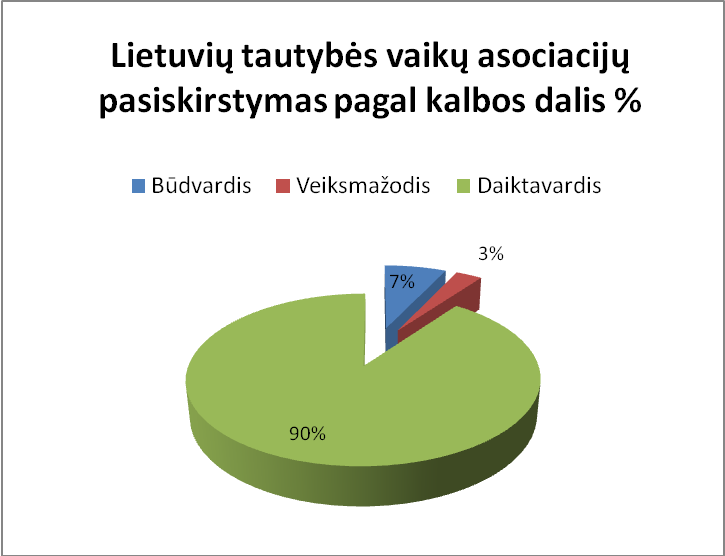 Lietuvių tautybės vaikų asociacijų
pasiskirstymas pagal kalbos dalis %
Būdvardis Veiksmažodis Daiktavardis
3%
7%
90%